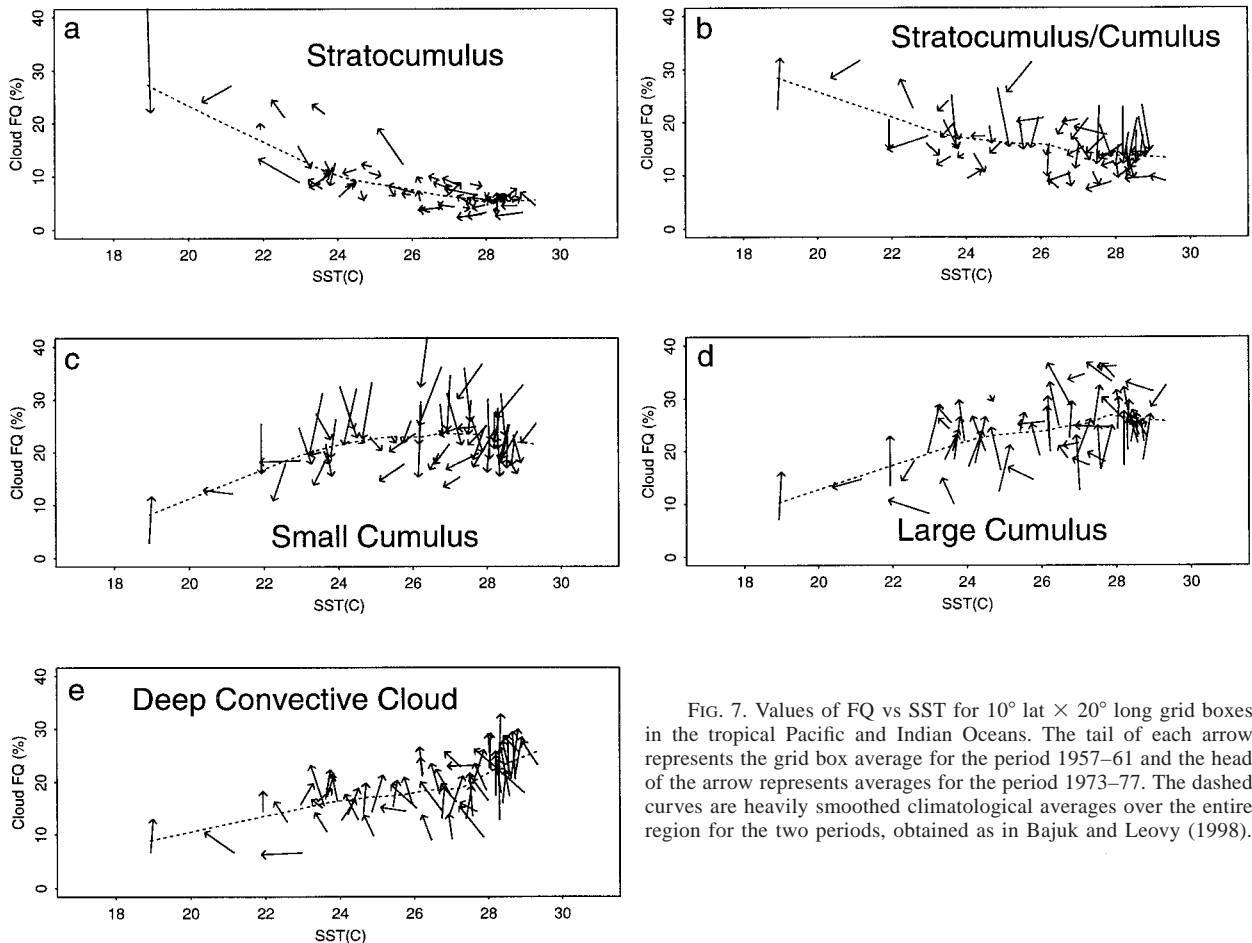 a
Stratocumulus
Cloud FQ (%)
0 10 20 30 40
18 20 22 24 26 28 30
SST(C)
b
Stratocumulus/Cumulus
Cloud FQ (%)
0 10 20 30 40
18 20 22 24 26 28 30
SST(C)
c
Small Cumulus
Cloud FQ (%)
0 10 20 30 40
18 20 22 24 26 28 30
SST(C)
d
Large Cumulus
Cloud FQ (%)
0 10 20 30 40
18 20 22 24 26 28 30
SST(C)
e
Deep Convective Cloud
Cloud FQ (%)
0 10 20 30 40
18 20 22 24 26 28 30
SST(C)
FIG. 7. Values of FQ vs SST for 10° lat × 20° long grid boxes
in the tropical Pacific and Indian Oceans. The tail of each arrow
represents the grid box average for the period 1957–61 and the head
of the arrow represents averages for the period 1973–77. The dashed
curves are heavily smoothed climatological averages over the entire
region for the two periods, obtained as in Bajuk and Leovy (1998).